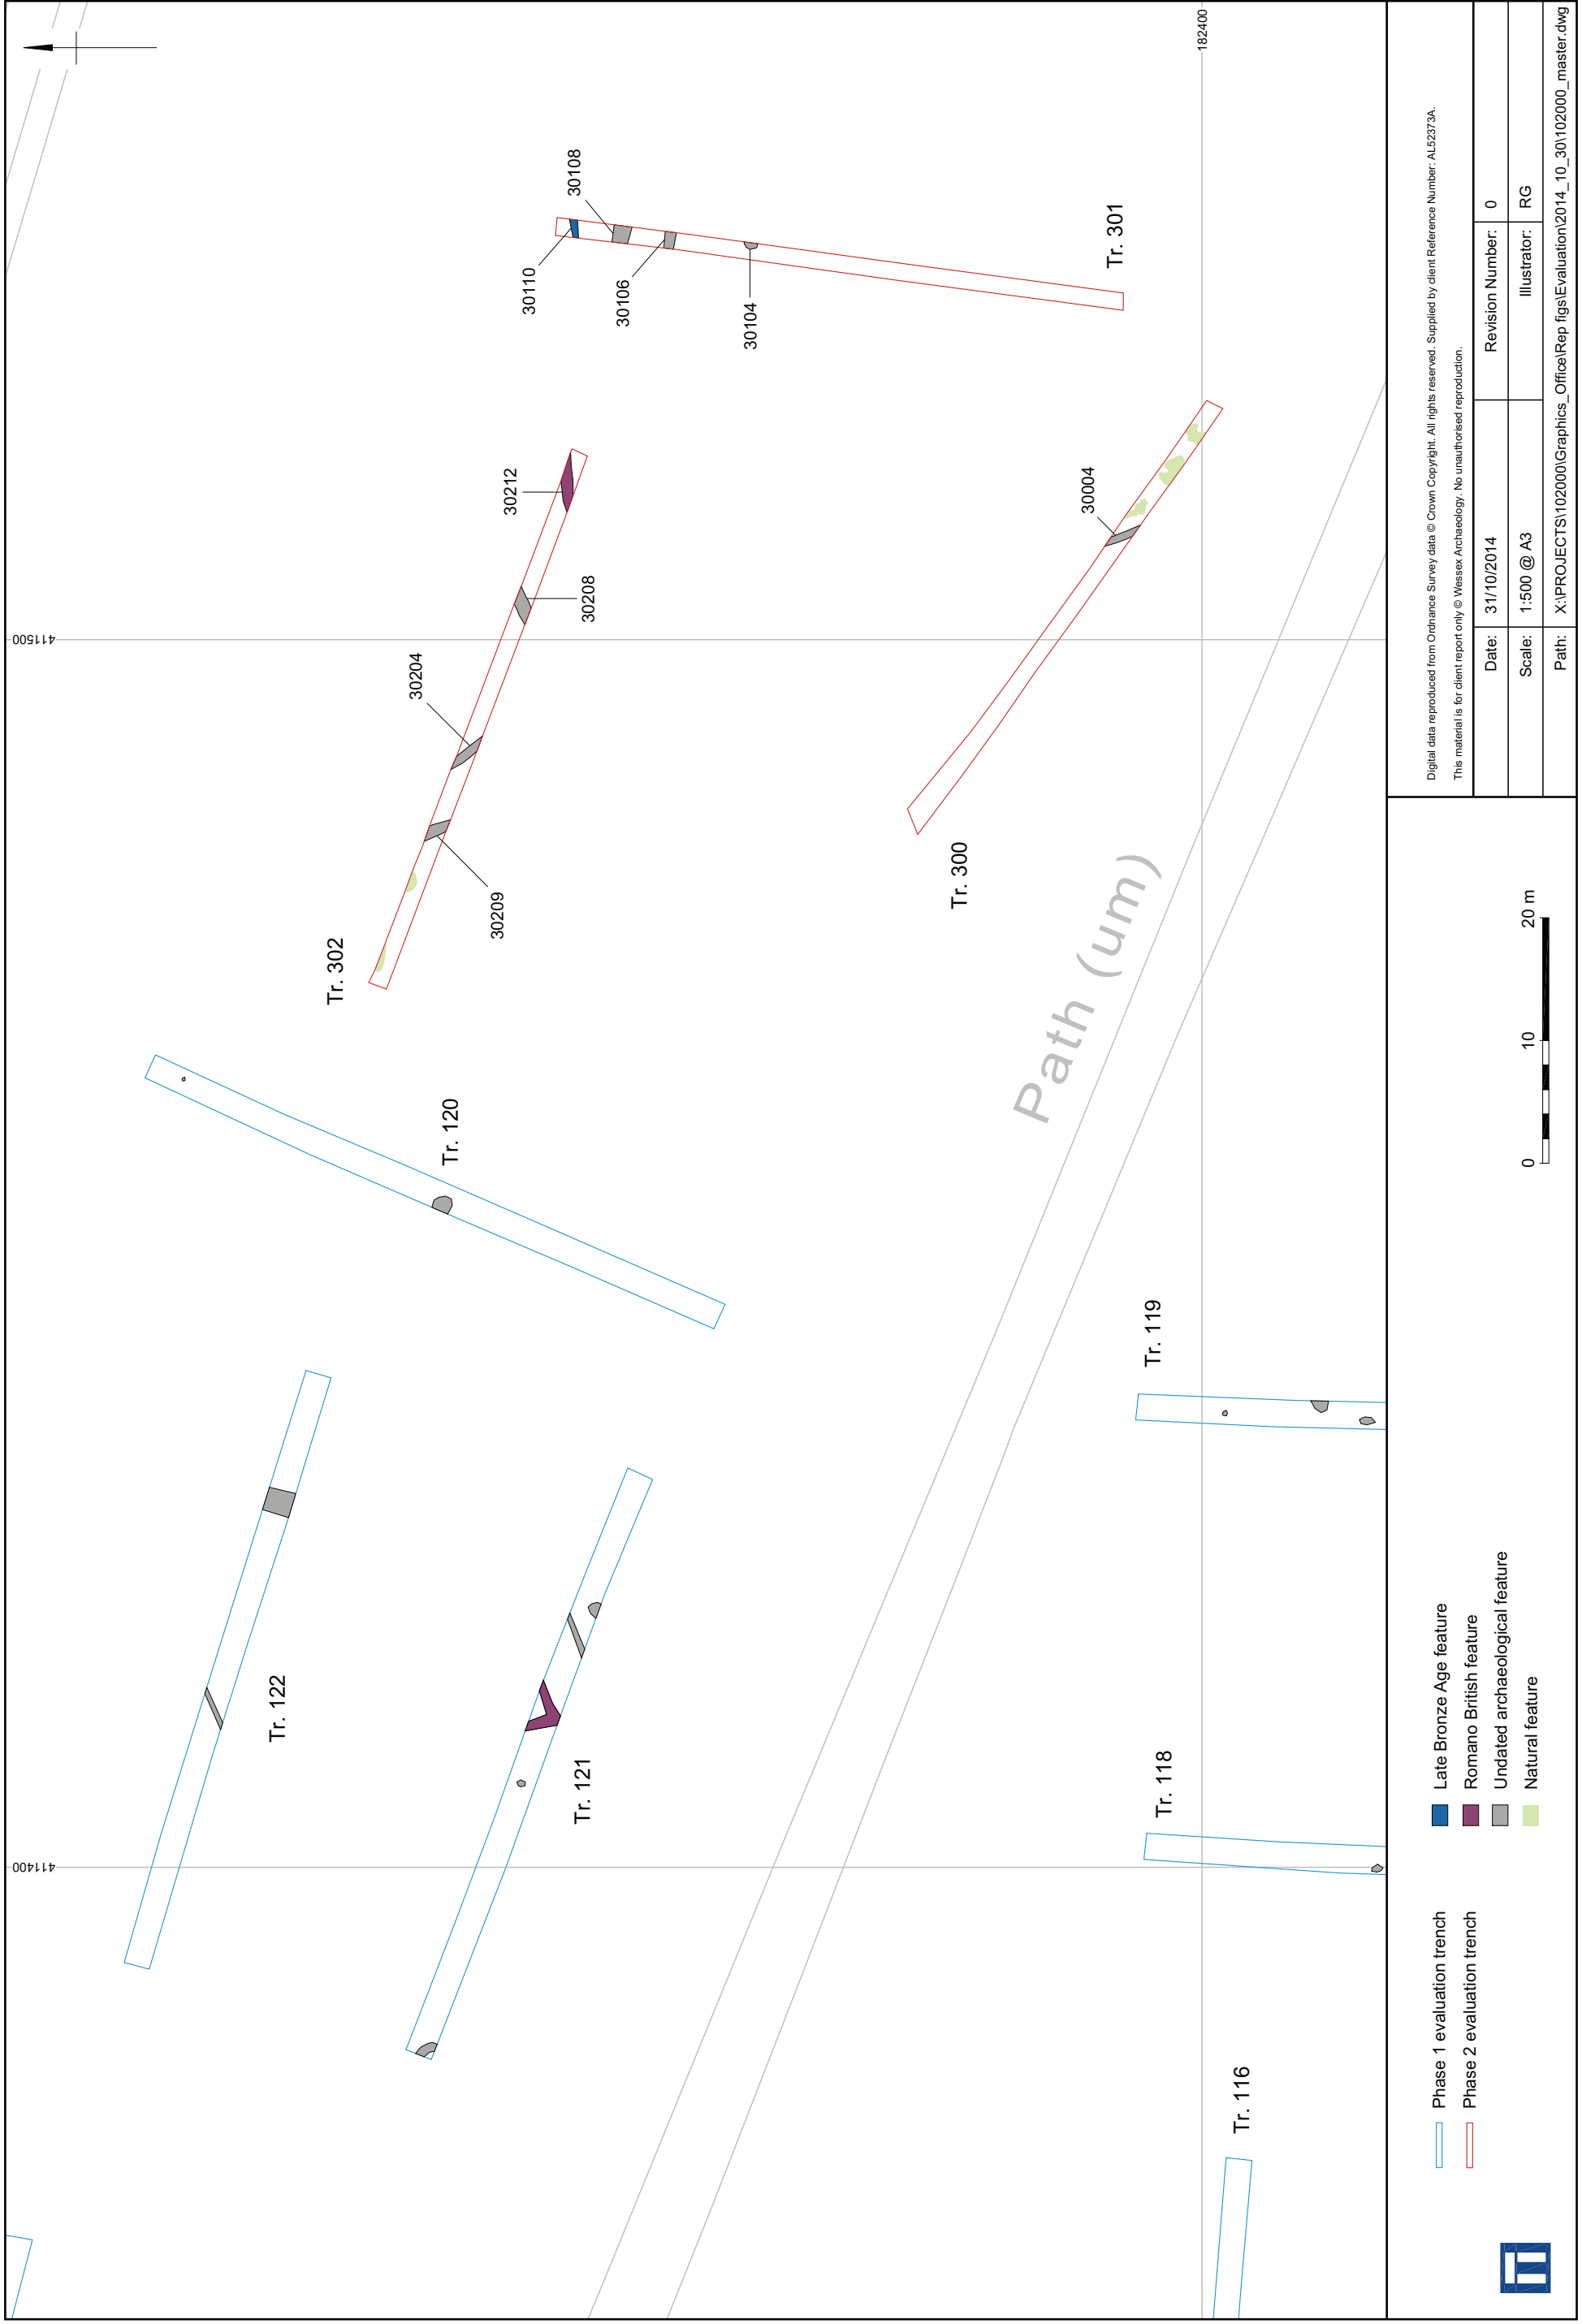 411400
411500
182400
Tr. 122
Tr. 120
Tr. 302
30204
30212
30110
30108
30209
30208
30106
30104
Tr. 121
Tr. 300
30004
Tr. 301
Path (um)
Tr. 116
Tr. 118
Tr. 119
Phase 1 evaluation trench
Phase 2 evaluation trench
Late Bronze Age feature
Romano British feature
Undated archaeological feature
Natural feature
0 10 20 m
Digital data reproduced from Ordnance Survey data © Crown Copyright. All rights reserved. Supplied by client Reference Number: AL52373A.
This material is for client report only © Wessex Archaeology. No unauthorised reproduction.
Date: 31/10/2014 Revision Number: 0
Scale: 1:500 @ A3 Illustrator: RG
Path: X:\PROJECTS\102000\Graphics_Office\Rep figs\Evaluation\2014_10_30\102000_master.dwg